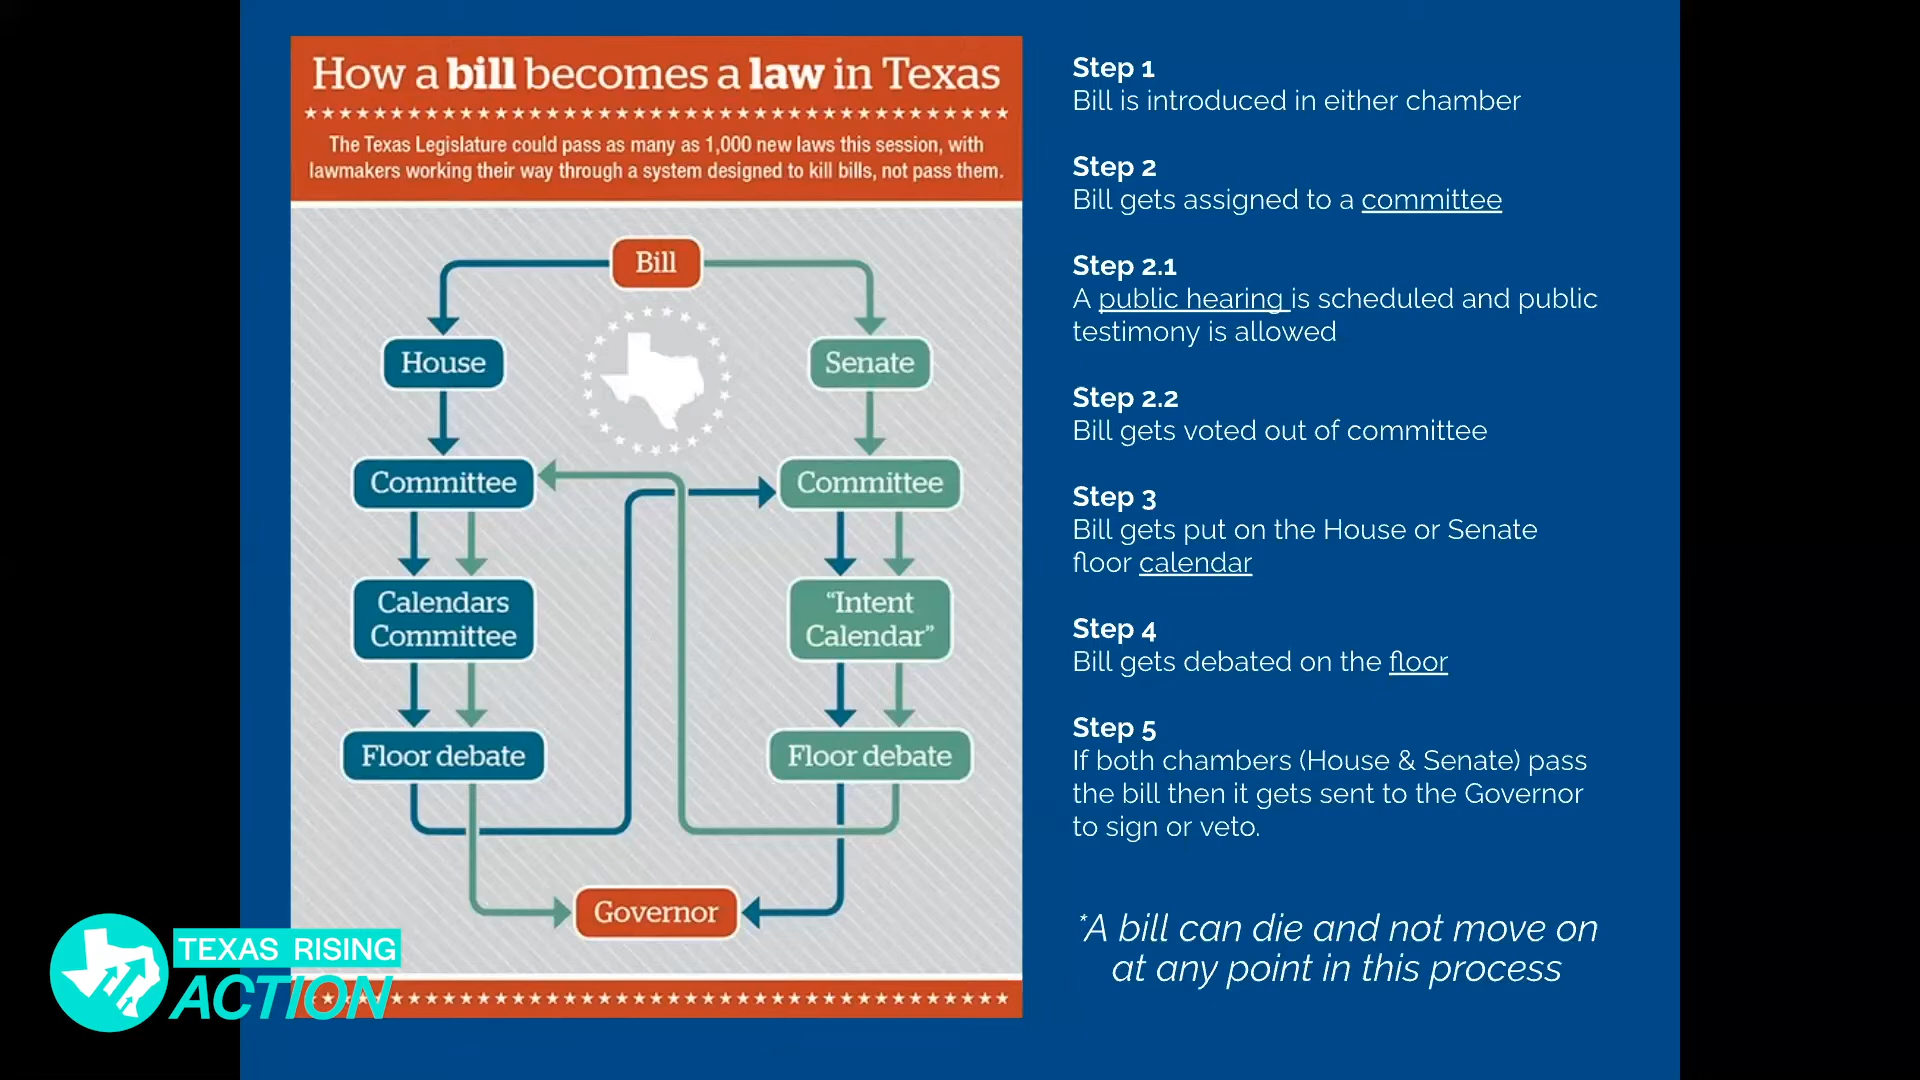 How a bill becomes a law in Texas
The Texas Legislature could pass as many as 1,000 new laws this session, with
lawmakers working their way through a system designed to kill bills, not pass them.
Bill
House
Senate
Committee
Committee
Calendars
Committee
“Intent
Calendar”
Floor debate
Floor debate
Governor
TEXAS RISING
ACTION
Step 1
Bill is introduced in either chamber
Step 2
Bill gets assigned to a committee
Step 2.1
A public hearing is scheduled and public
testimony is allowed
Step 2.2
Bill gets voted out of committee
Step 3
Bill gets put on the House or Senate
floor calendar
Step 4
Bill gets debated on the floor
Step 5
If both chambers (House & Senate) pass
the bill then it gets sent to the Governor
to sign or veto.
*A bill can die and not move on
at any point in this process